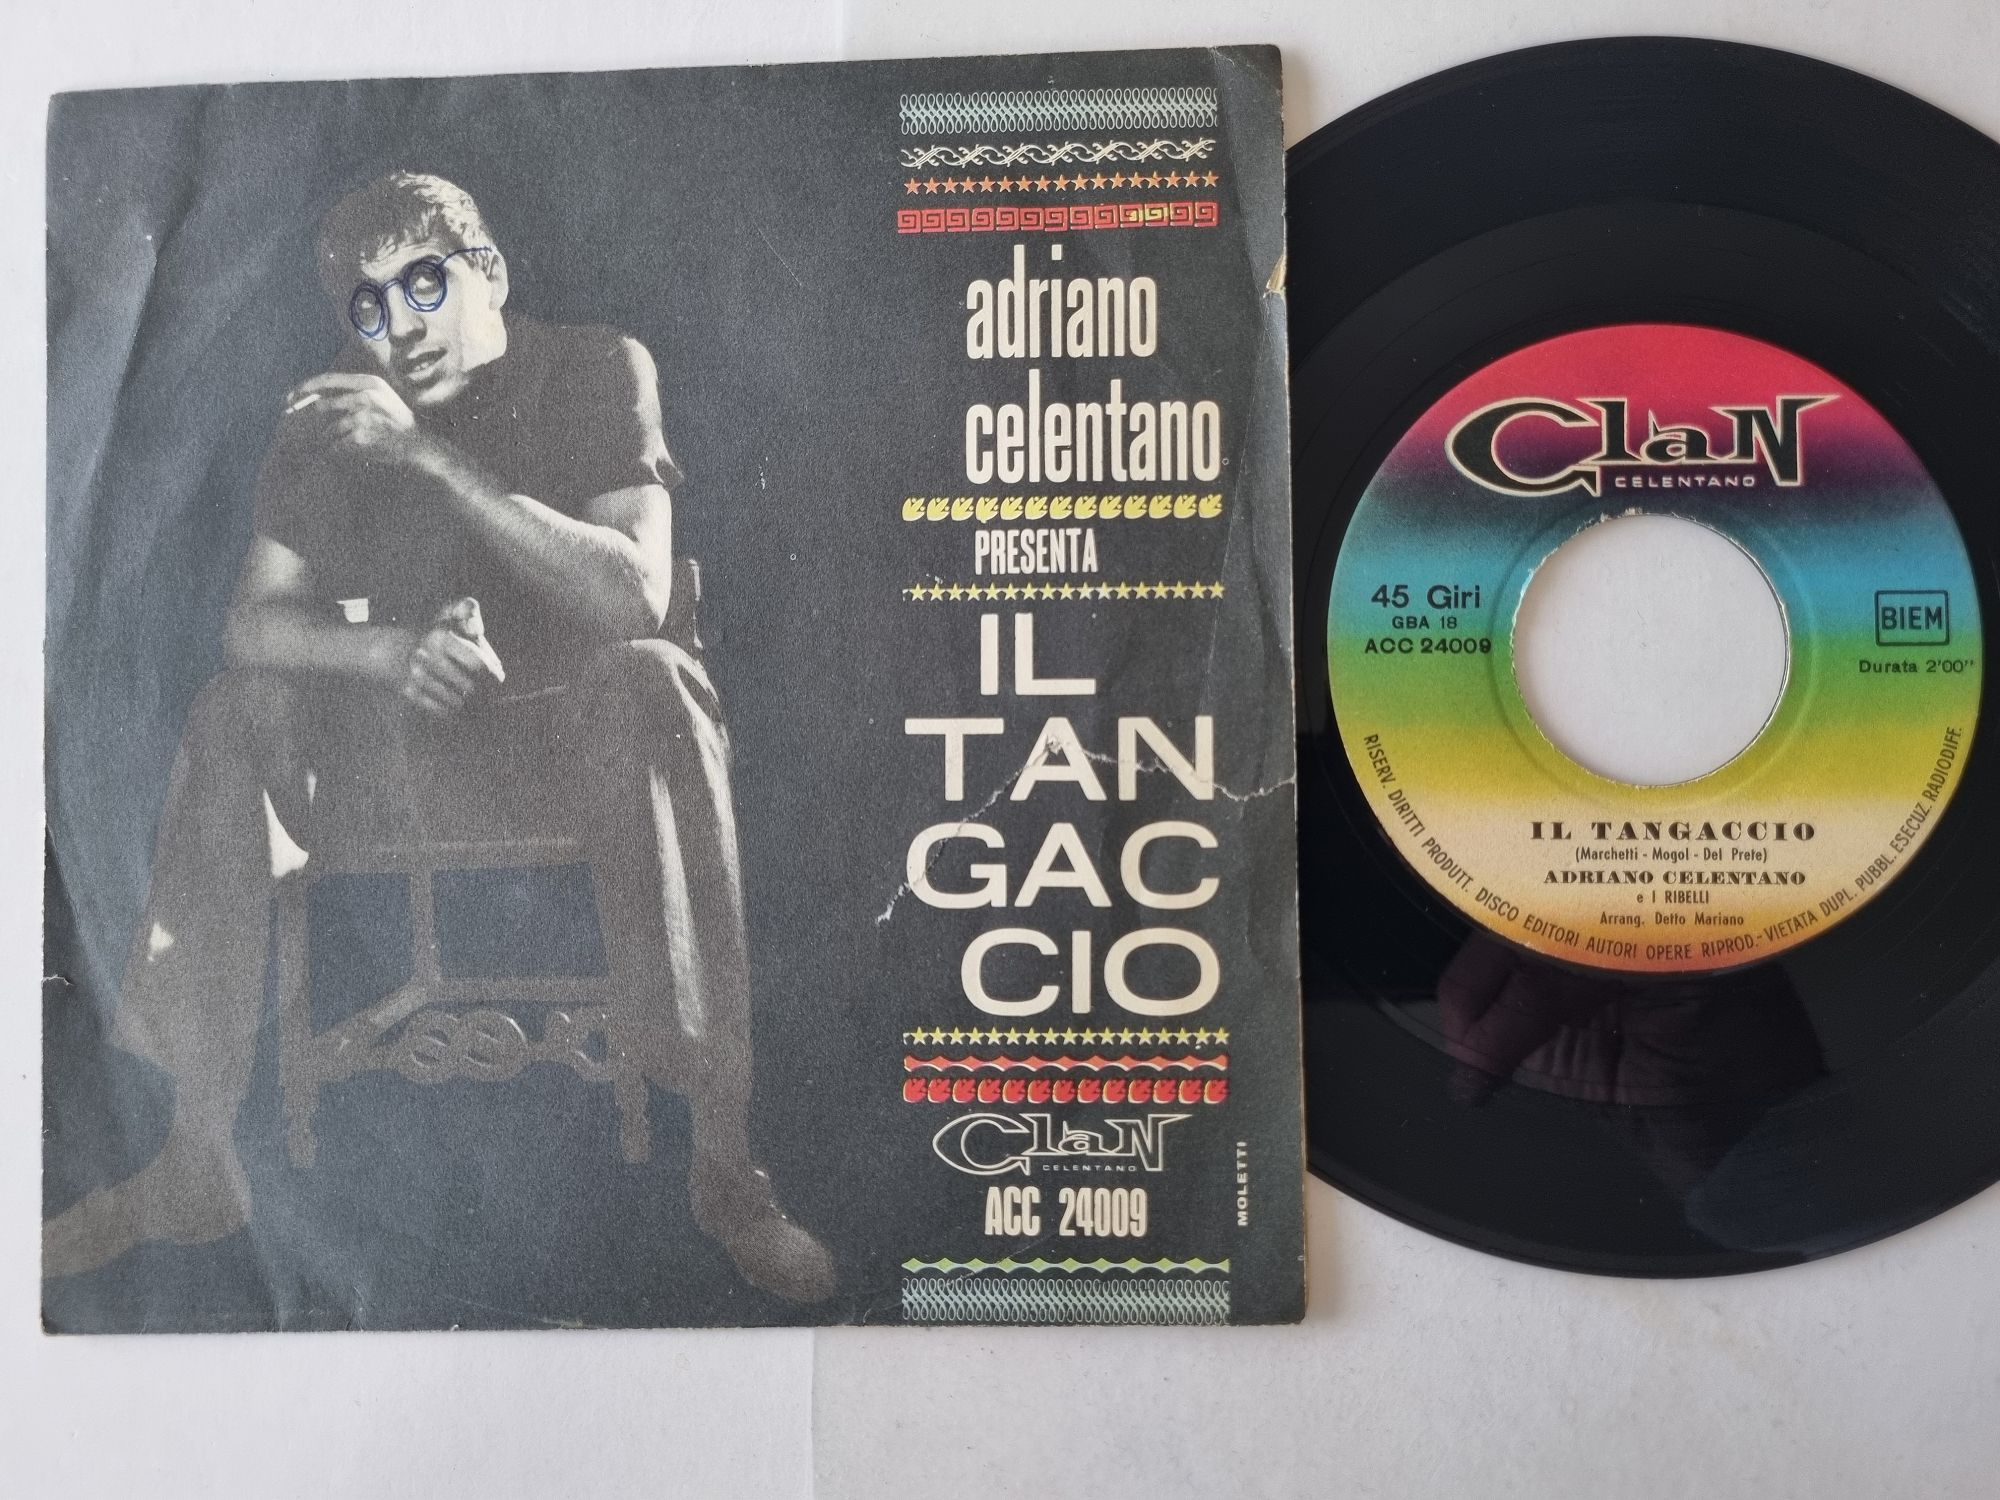 adriano
celentano
PRESENTA
IL
TAN
GAC
CIO
Clan
CELENTANO
ACC 24009
MOLETTI
Clan
CELENTANO
45 Giri
GBA 18
ACC 24009
BIEM
Durata 2'00"
IL TANGACCIO
(Marchetti - Mogol - Del Prete)
ADRIANO CELENTANO
e I RIBELLI
Arrang. Detto Mariano
RISERV. DIRITTI PRODUTT. DISCO EDITORI AUTORI OPERE RIPROD.-VIETATA DUPL. PUBBL. ESECUZ. RADIODIFF.